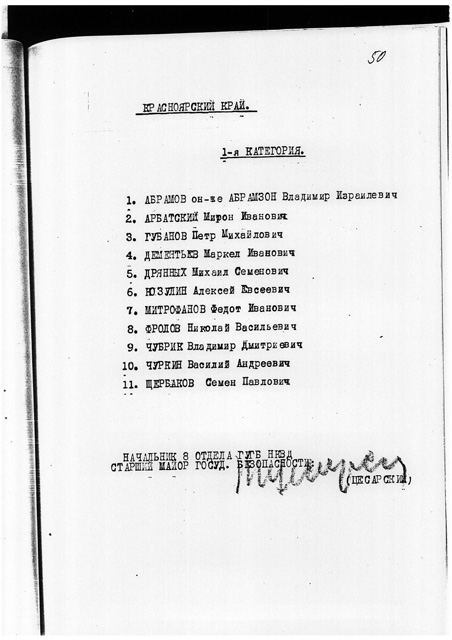 50
КРАСНОЯРСКИЙ КРАЙ.
1-я КАТЕГОРИЯ.
1. АБРАМОВ он-же АБРАМЗОН Владимир Израилевич
2. АРБАТСКИЙ Мирон Иванович
3. ГУБАНОВ Петр Михайлович
4. ДЕМЕНТЬЕВ Маркел Иванович
5. ДРЯННЫХ Михаил Семенович
6. ЮЗУПИН Алексей Евсеевич
7. МИТРОФАНОВ Федот Иванович
8. ФРОЛОВ Николай Васильевич
9. ЧУБРИК Владимир Дмитриевич
10. ЧУРКИН Василий Андреевич
11. ЩЕРБАКОВ Семен Павлович
НАЧАЛЬНИК 8 ОТДЕЛА ГУГБ НКВД
СТАРШИЙ МАЙОР ГОСУД. БЕЗОПАСНОСТИ:
(ЦЕСАРСКИЙ)